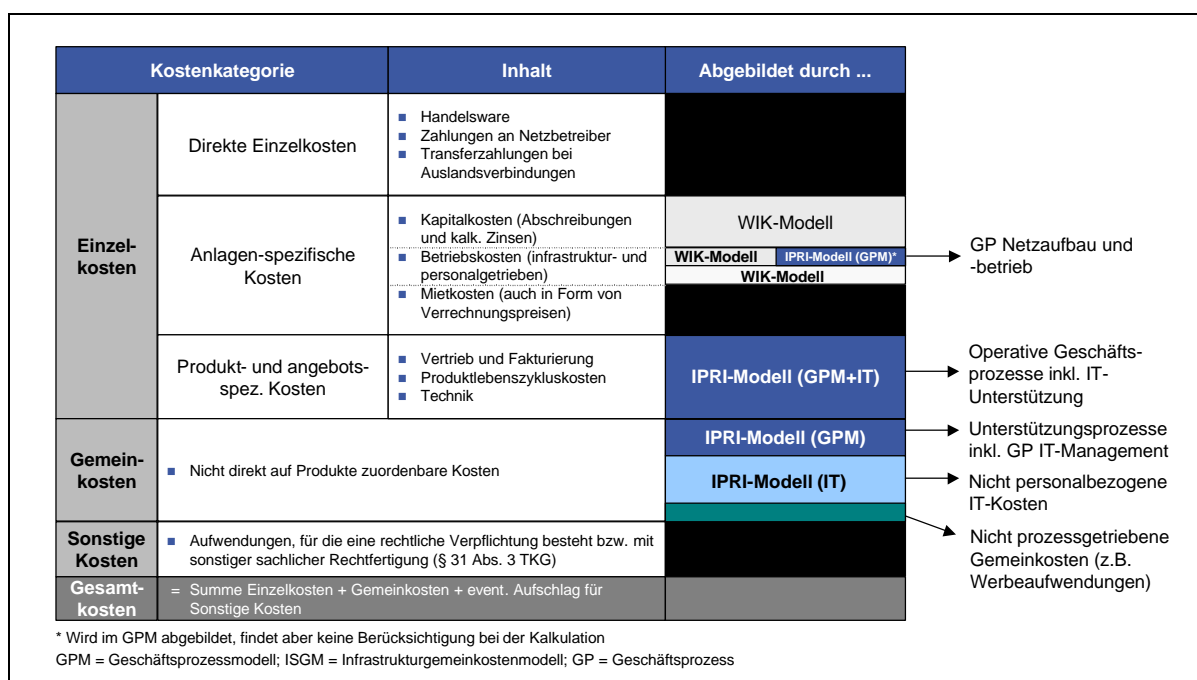 Kostenkategorie
Inhalt
Abgebildet durch ...
Einzel-
kosten
Direkte Einzelkosten
Handelsware
Zahlungen an Netzbetreiber
Transferzahlungen bei
Auslandsverbindungen
Anlagen-spezifische
Kosten
Kapitalkosten (Abschreibungen
und kalk. Zinsen)
Betriebskosten (infrastruktur- und
personalgetrieben)
Mietkosten (auch in Form von
Verrechnungspreisen)
WIK-Modell
WIK-Modell
IPRI-Modell (GPM)*
WIK-Modell
GP Netzaufbau und
-betrieb
Produkt- und angebots-
spez. Kosten
Vertrieb und Fakturierung
Produktlebenszykluskosten
Technik
IPRI-Modell (GPM+IT)
Operative Geschäfts-
prozesse inkl. IT-
Unterstützung
Gemein-
kosten
Nicht direkt auf Produkte zuordenbare Kosten
IPRI-Modell (GPM)
IPRI-Modell (IT)
Unterstützungsprozesse
inkl. GP IT-Management
Nicht personalbezogene
IT-Kosten
Nicht prozessgetriebene
Gemeinkosten (z.B.
Werbeaufwendungen)
Sonstige
Kosten
Aufwendungen, für die eine rechtliche Verpflichtung besteht bzw. mit
sonstiger sachlicher Rechtfertigung (§ 31 Abs. 3 TKG)
Gesamt-
kosten
= Summe Einzelkosten + Gemeinkosten + event. Aufschlag für
Sonstige Kosten
* Wird im GPM abgebildet, findet aber keine Berücksichtigung bei der Kalkulation
GPM = Geschäftsprozessmodell; ISGM = Infrastrukturgemeinkostenmodell; GP = Geschäftsprozess